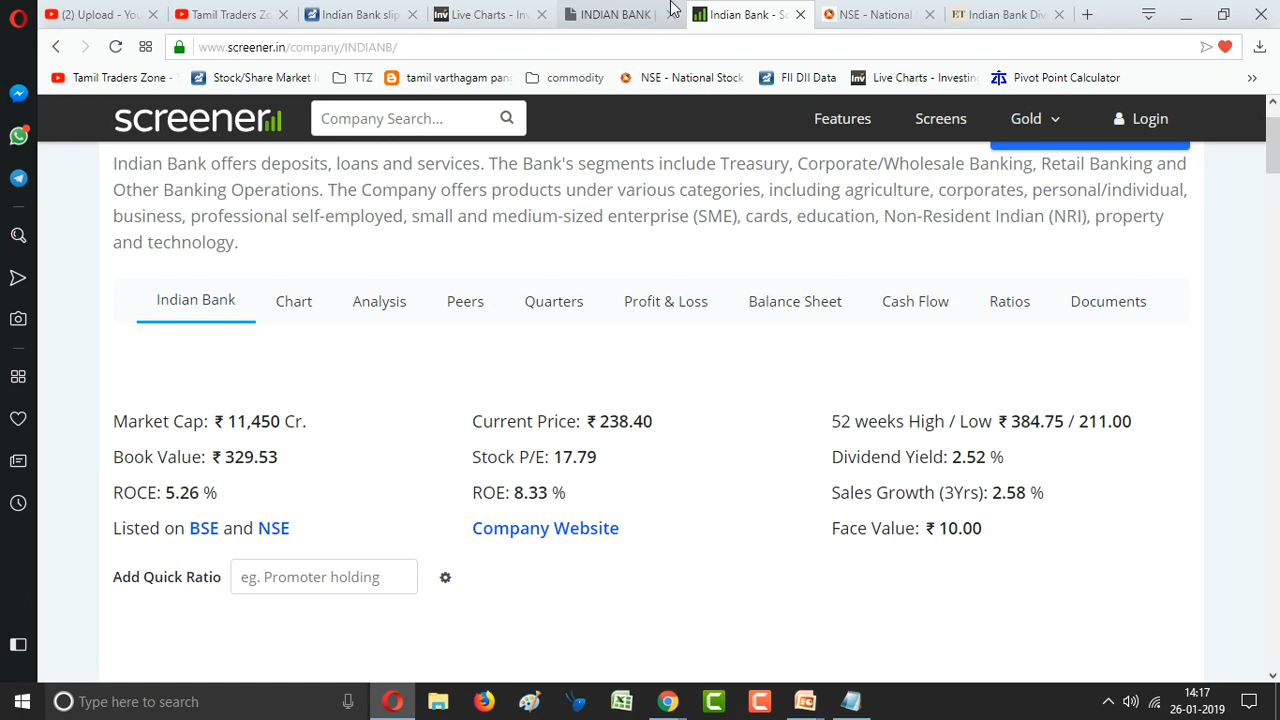 (2) Upload - You
Tamil Traders Z
Indian Bank slip
Inv Live Charts - Inv
INDIAN BANK
Indian Bank - Sc
NSE - National S
ET Indian Bank Div
www.screener.in/company/INDIANB/
Tamil Traders Zone -
Stock/Share Market I
TTZ
tamil varthagam pang
commodity
NSE - National Stock
FII DII Data
Inv Live Charts - Investin
Pivot Point Calculator
screener
Company Search...
Features
Screens
Gold
Login
Indian Bank offers deposits, loans and services. The Bank's segments include Treasury, Corporate/Wholesale Banking, Retail Banking and
Other Banking Operations. The Company offers products under various categories, including agriculture, corporates, personal/individual,
business, professional self-employed, small and medium-sized enterprise (SME), cards, education, Non-Resident Indian (NRI), property
and technology.
Indian Bank
Chart
Analysis
Peers
Quarters
Profit & Loss
Balance Sheet
Cash Flow
Ratios
Documents
Market Cap: ₹ 11,450 Cr.
Current Price: ₹ 238.40
52 weeks High / Low ₹ 384.75 / 211.00
Book Value: ₹ 329.53
Stock P/E: 17.79
Dividend Yield: 2.52 %
ROCE: 5.26 %
ROE: 8.33 %
Sales Growth (3Yrs): 2.58 %
Listed on BSE and NSE
Company Website
Face Value: ₹ 10.00
Add Quick Ratio
eg. Promoter holding
Type here to search
14:17
26-01-2019